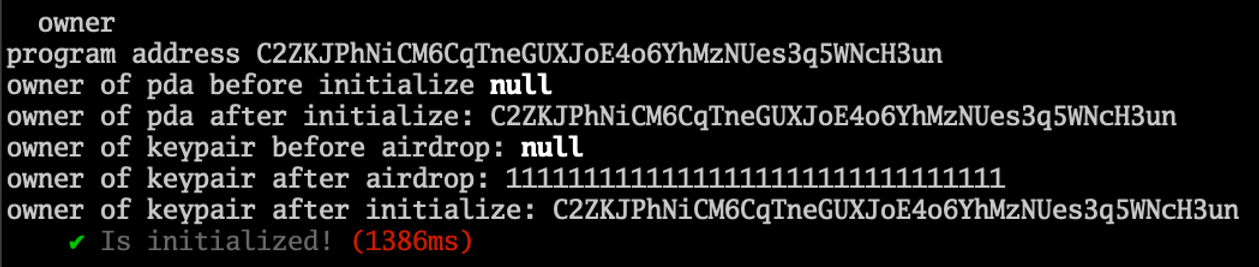 owner
program address C2ZKJPhNiCM6CqTneGUXJoE4o6YhMzNUes3q5WNcH3un
owner of pda before initialize null
owner of pda after initialize: C2ZKJPhNiCM6CqTneGUXJoE4o6YhMzNUes3q5WNcH3un
owner of keypair before airdrop: null
owner of keypair after airdrop: 11111111111111111111111111111111
owner of keypair after initialize: C2ZKJPhNiCM6CqTneGUXJoE4o6YhMzNUes3q5WNcH3un
✔ Is initialized! (1386ms)